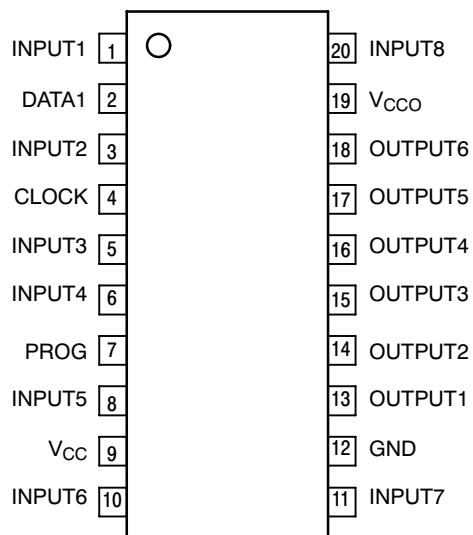 INPUT1 1 20 INPUT8
DATA1 2 19 VCCO
INPUT2 3 18 OUTPUT6
CLOCK 4 17 OUTPUT5
INPUT3 5 16 OUTPUT4
INPUT4 6 15 OUTPUT3
PROG 7 14 OUTPUT2
INPUT5 8 13 OUTPUT1
VCC 9 12 GND
INPUT6 10 11 INPUT7